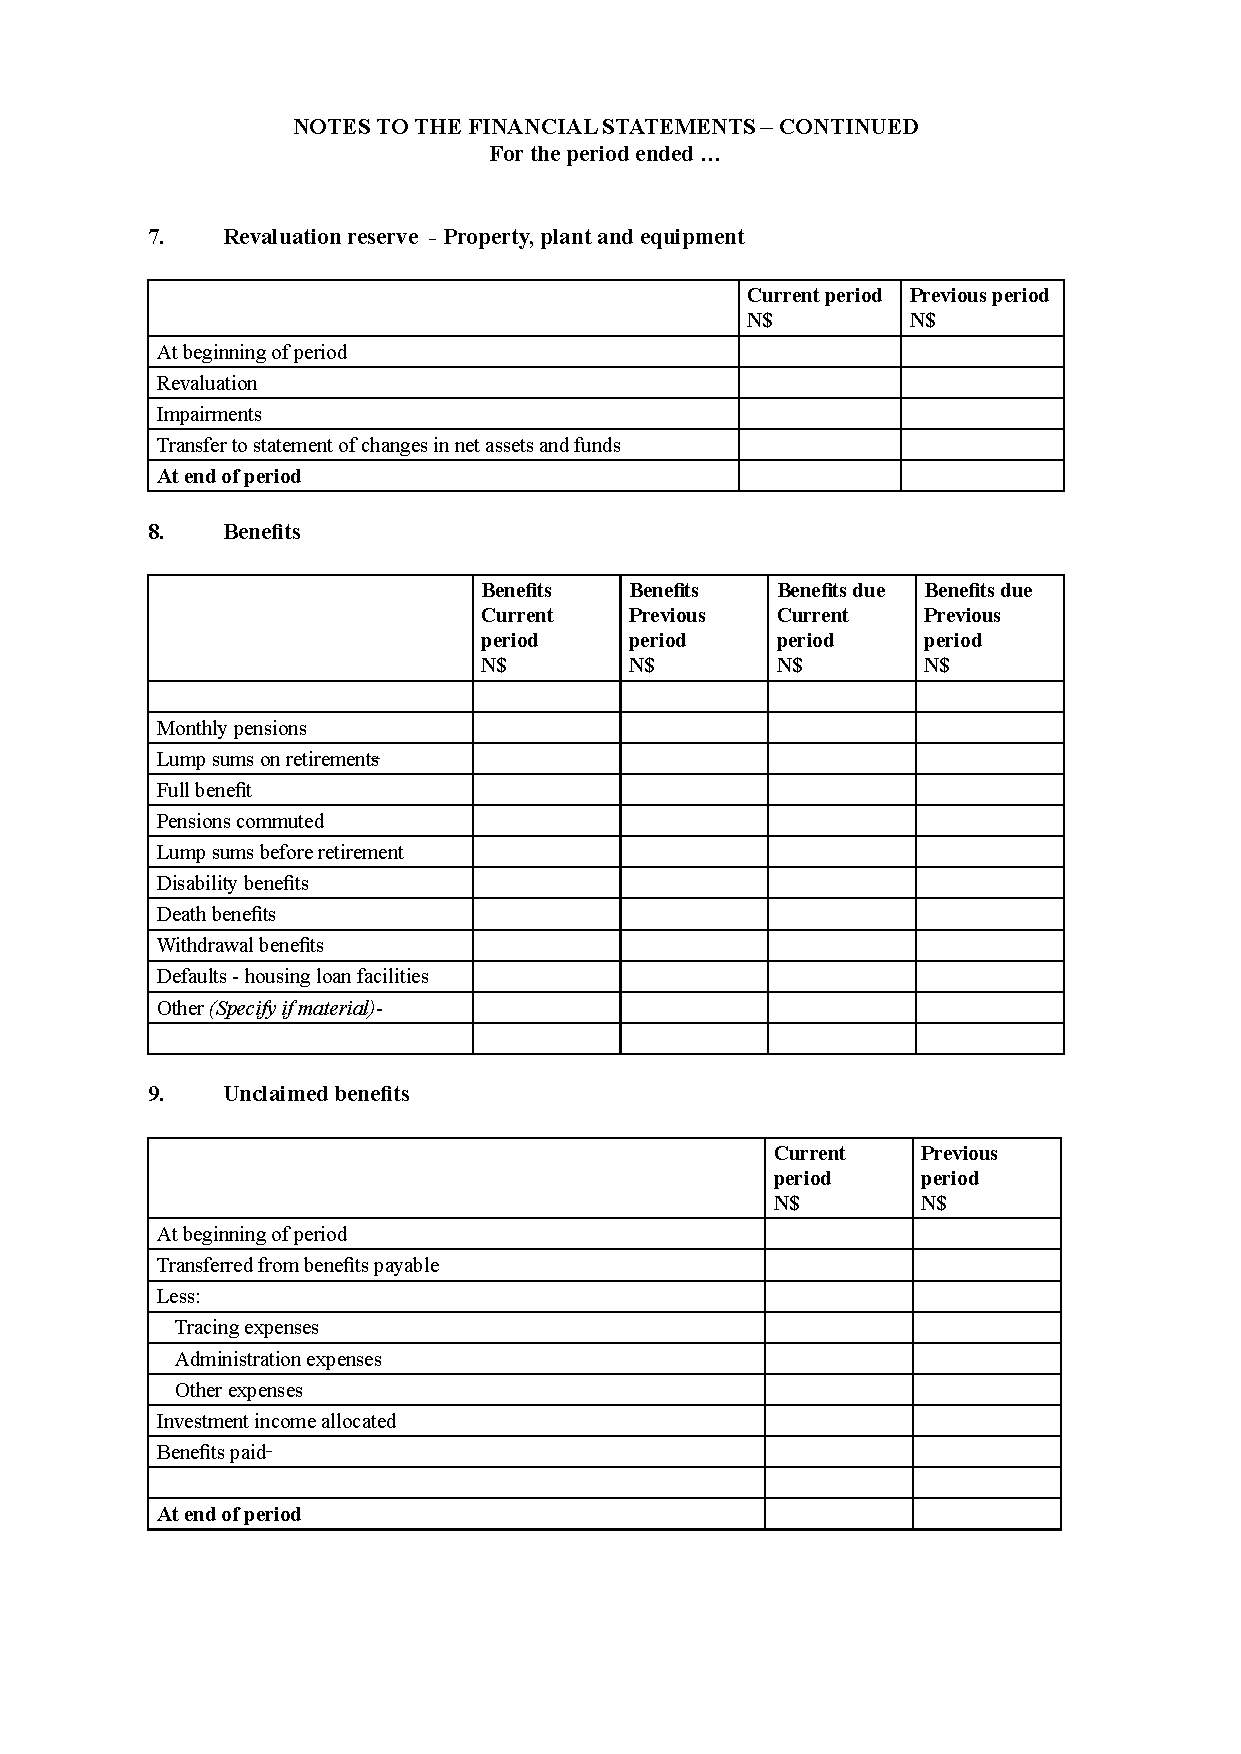 NOTES TO THE FINANCIAL STATEMENTS – CONTINUED
For the period ended …
7. Revaluation reserve - Property, plant and equipment
Current period Previous period
N$ N$
At beginning of period
Revaluation
Impairments
Transfer to statement of changes in net assets and funds
At end of period
8. Benefits
Benefits Benefits Benefits due Benefits due
Current Previous Current Previous
period period period period
N$ N$ N$ N$
Monthly pensions
Lump sums on retirements
Full benefit
Pensions commuted
Lump sums before retirement
Disability benefits
Death benefits
Withdrawal benefits
Defaults - housing loan facilities
Other (Specify if material)-
9. Unclaimed benefits
Current Previous
period period
N$ N$
At beginning of period
Transferred from benefits payable
Less:
Tracing expenses
Administration expenses
Other expenses
Investment income allocated
Benefits paid-
At end of period